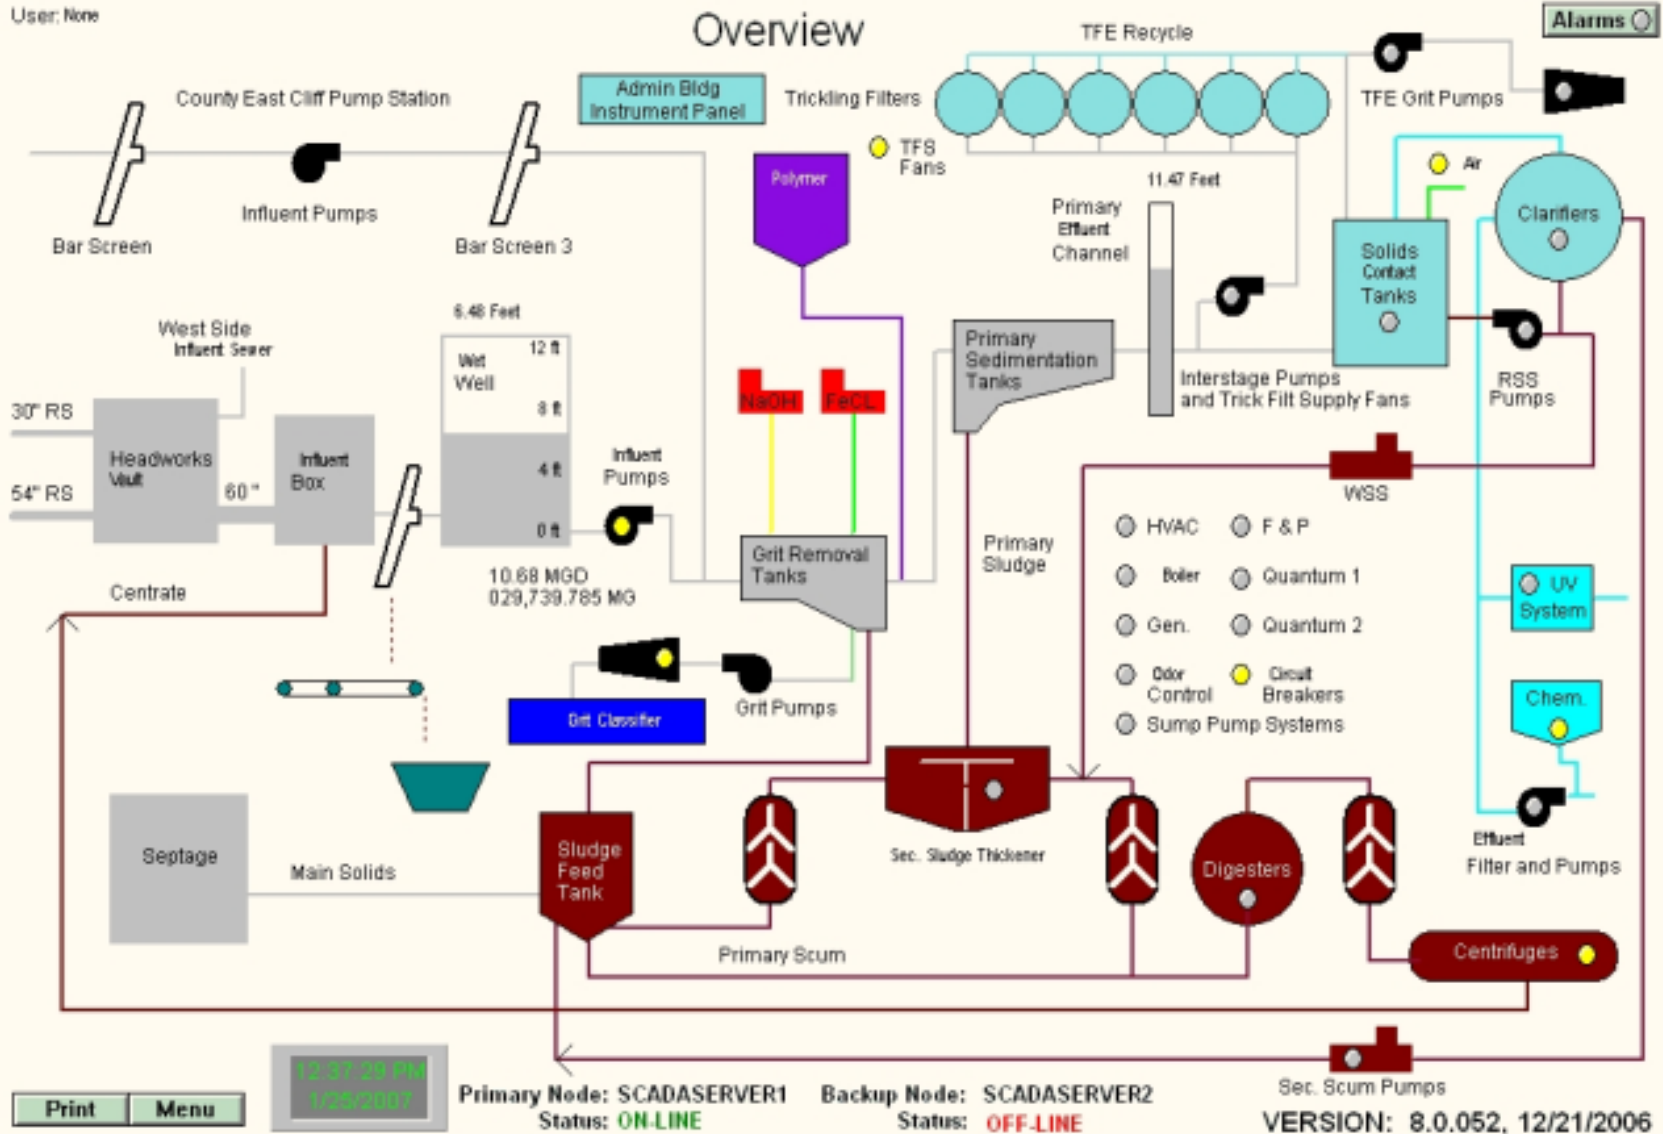 User: None
Overview
Alarms
TFE Recycle
County East Cliff Pump Station
Admin Bldg
Instrument Panel
Trickling Filters
TFE Grit Pumps
TFS
Fans
Air
Polymer
11.47 Feet
Influent Pumps
Primary
Effluent
Channel
Clarifiers
Bar Screen
Bar Screen 3
Solids
Contact
Tanks
6.48 Feet
West Side
Influent Sewer
Wet
Well
12 ft
8 ft
4 ft
0 ft
Primary
Sedimentation
Tanks
Interstage Pumps
and Trick Filt Supply Fans
RSS
Pumps
30" RS
NaOH
FeCL
Headworks
Vault
Influent
Box
Influent
Pumps
54" RS
60"
WSS
HVAC
F & P
Primary
Sludge
Grit Removal
Tanks
10.68 MGD
029,739.785 MG
Centrate
Boiler
Quantum 1
UV
System
Gen.
Quantum 2
Odor
Control
Circuit
Breakers
Chem.
Grit Pumps
Grit Classifier
Sump Pump Systems
Septage
Main Solids
Sludge
Feed
Tank
Sec. Sludge Thickener
Digesters
Effluent
Filter and Pumps
Primary Scum
Centrifuges
12:37:29 PM
1/25/2007
Sec. Scum Pumps
Print
Menu
Primary Node: SCADASERVER1
Status: ON-LINE
Backup Node: SCADASERVER2
Status: OFF-LINE
VERSION: 8.0.052, 12/21/2006